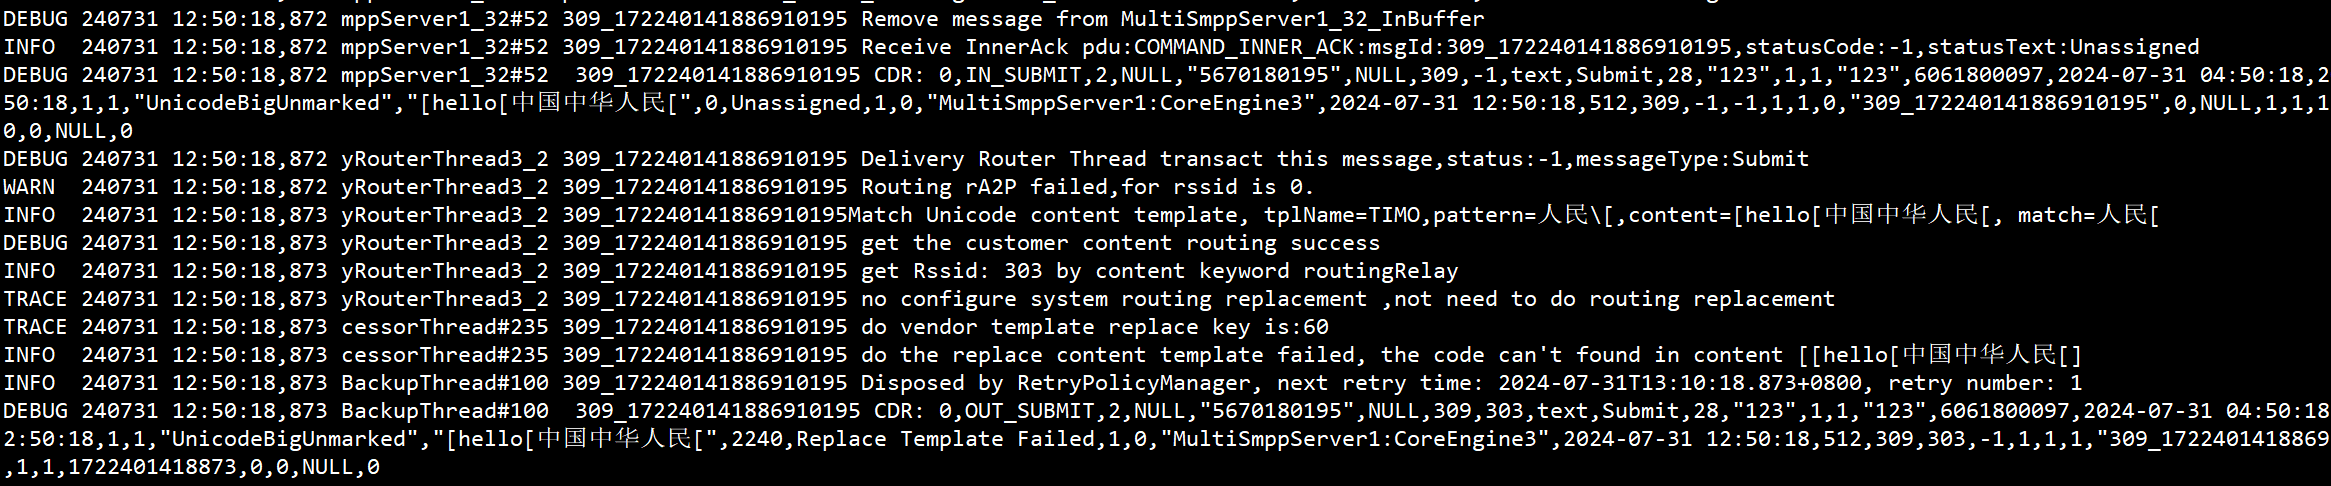 DEBUG 240731 12:50:18,872 mppServer1_32#52 309_172240141886910195 Remove message from MultiSmppServer1_32_InBuffer
INFO  240731 12:50:18,872 mppServer1_32#52 309_172240141886910195 Receive InnerAck pdu:COMMAND_INNER_ACK:msgId:309_172240141886910195,statusCode:-1,statusText:Unassigned
DEBUG 240731 12:50:18,872 mppServer1_32#52  309_172240141886910195 CDR: 0,IN_SUBMIT,2,NULL,"5670180195",NULL,309,-1,text,Submit,28,"123",1,1,"123",6061800097,2024-07-31 04:50:18,2
50:18,1,1,"UnicodeBigUnmarked","[hello[中国中华人民[",0,Unassigned,1,0,"MultiSmppServer1:CoreEngine3",2024-07-31 12:50:18,512,309,-1,-1,1,1,0,"309_172240141886910195",0,NULL,1,1,1
0,0,NULL,0
DEBUG 240731 12:50:18,872 yRouterThread3_2 309_172240141886910195 Delivery Router Thread transact this message,status:-1,messageType:Submit
WARN  240731 12:50:18,872 yRouterThread3_2 309_172240141886910195 Routing rA2P failed,for rssid is 0.
INFO  240731 12:50:18,873 yRouterThread3_2 309_172240141886910195Match Unicode content template, tplName=TIMO,pattern=人民\[,content=[hello[中国中华人民[, match=人民[
DEBUG 240731 12:50:18,873 yRouterThread3_2 309_172240141886910195 get the customer content routing success
INFO  240731 12:50:18,873 yRouterThread3_2 309_172240141886910195 get Rssid: 303 by content keyword routingRelay
TRACE 240731 12:50:18,873 yRouterThread3_2 309_172240141886910195 no configure system routing replacement ,not need to do routing replacement
TRACE 240731 12:50:18,873 cessorThread#235 309_172240141886910195 do vendor template replace key is:60
INFO  240731 12:50:18,873 cessorThread#235 309_172240141886910195 do the replace content template failed, the code can't found in content [[hello[中国中华人民[]
INFO  240731 12:50:18,873 BackupThread#100 309_172240141886910195 Disposed by RetryPolicyManager, next retry time: 2024-07-31T13:10:18.873+0800, retry number: 1
DEBUG 240731 12:50:18,873 BackupThread#100  309_172240141886910195 CDR: 0,OUT_SUBMIT,2,NULL,"5670180195",NULL,309,303,text,Submit,28,"123",1,1,"123",6061800097,2024-07-31 04:50:18
2:50:18,1,1,"UnicodeBigUnmarked","[hello[中国中华人民[",2240,Replace Template Failed,1,0,"MultiSmppServer1:CoreEngine3",2024-07-31 12:50:18,512,309,303,-1,1,1,1,"309_1722401418869
,1,1,1722401418873,0,0,NULL,0